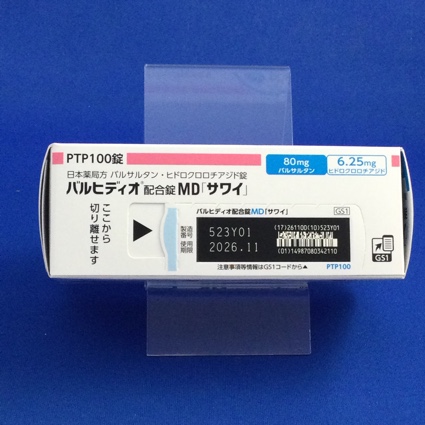 PTP100錠
日本薬局方 バルサルタン・ヒドロクロロチアジド錠
バルヒディオ®配合錠MD「サワイ」
80mg
バルサルタン
6.25mg
ヒドロクロロチアジド
ここから
切り離せます
製造番号 523Y01
使用期限 2026.11
バルヒディオ配合錠MD「サワイ」 GS1
(17)261100(10)523Y01
(01)14987080342110
注意事項等情報はGS1コードから▲
PTP100
GS1